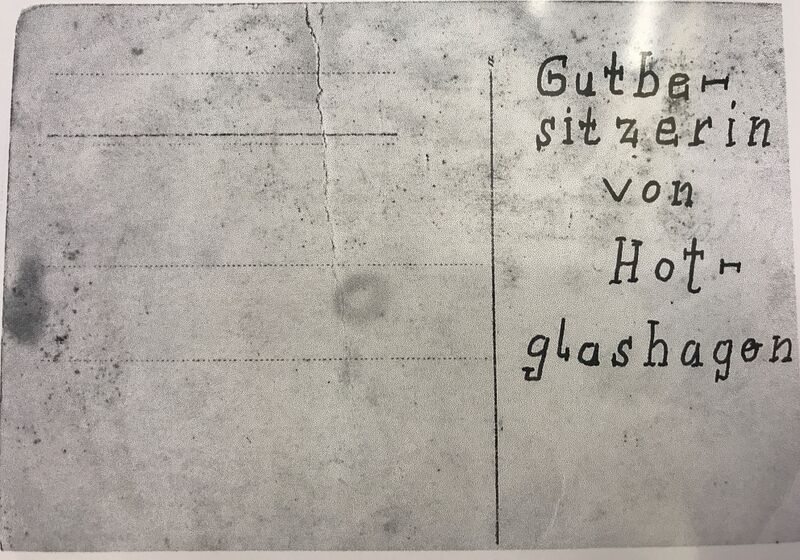 Gutbe-
sitzerin
von
Hot-
glashagen